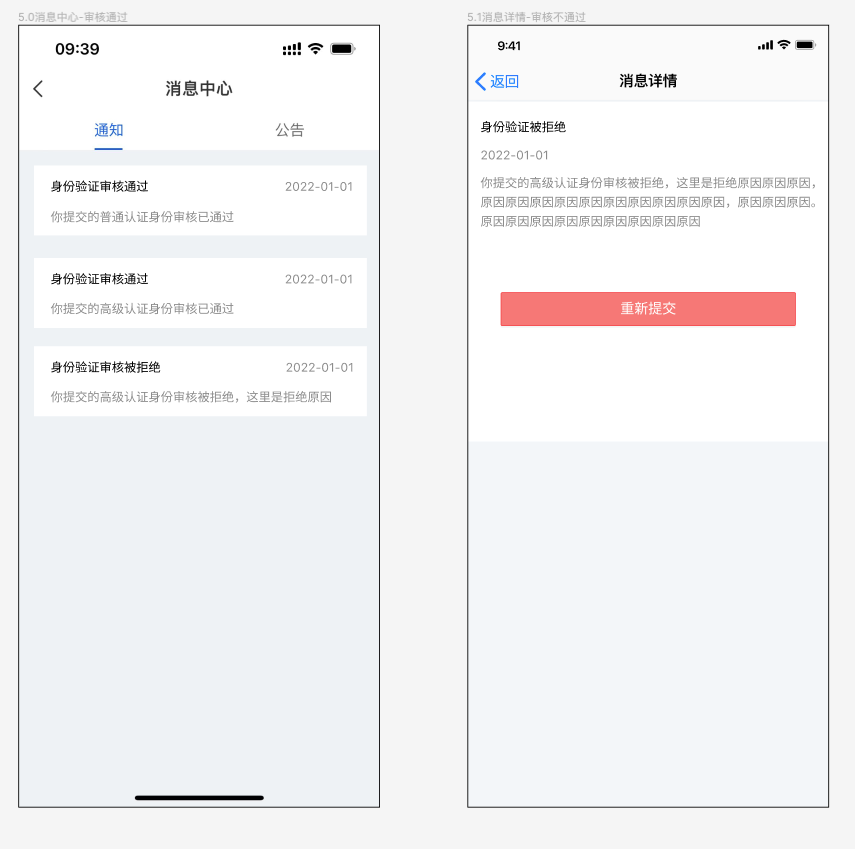 5.0消息中心-审核通过
09:39
消息中心
通知
公告
身份验证审核通过
2022-01-01
你提交的普通认证身份审核已通过
身份验证审核通过
2022-01-01
你提交的高级认证身份审核已通过
身份验证审核被拒绝
2022-01-01
你提交的高级认证身份审核被拒绝，这里是拒绝原因
5.1消息详情-审核不通过
9:41
返回
消息详情
身份验证被拒绝
2022-01-01
你提交的高级认证身份审核被拒绝，这里是拒绝原因原因原因，
原因原因原因原因原因原因原因原因原因原因，原因原因原因。
原因原因原因原因原因原因原因原因原因
重新提交